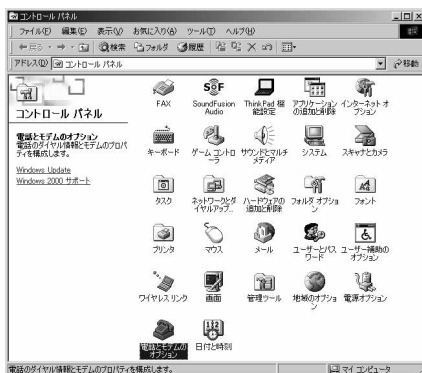 コントロール パネル
ファイル(F) 編集(E) 表示(V) お気に入り(A) ツール(T) ヘルプ(H)
戻る 検索 フォルダ 履歴
アドレス(D) コントロール パネル 移動
コントロール パネル
電話とモデムのオプション
電話のダイヤル情報とモデムのプロパ
ティを構成します。
Windows Update
Windows 2000 サポート
FAX
SoundFusion
Audio
ThinkPad 機
能設定
アプリケーション
の追加と削除
インターネット オ
プション
キーボード
ゲーム コントロ
ーラ
サウンドとマルチ
メディア
システム
スキャナとカメラ
タスク
ネットワークとダ
イヤルアップ...
ハードウェアの
追加と削除
フォルダ オプショ
ン
フォント
プリンタ
マウス
メール
ユーザーとパス
ワード
ユーザー補助の
オプション
ワイヤレス リンク
画面
管理ツール
地域のオプショ
ン
電源オプション
電話とモデムの
オプション
日付と時刻
電話のダイヤル情報とモデムのプロパティを構成します。 マイ コンピュータ